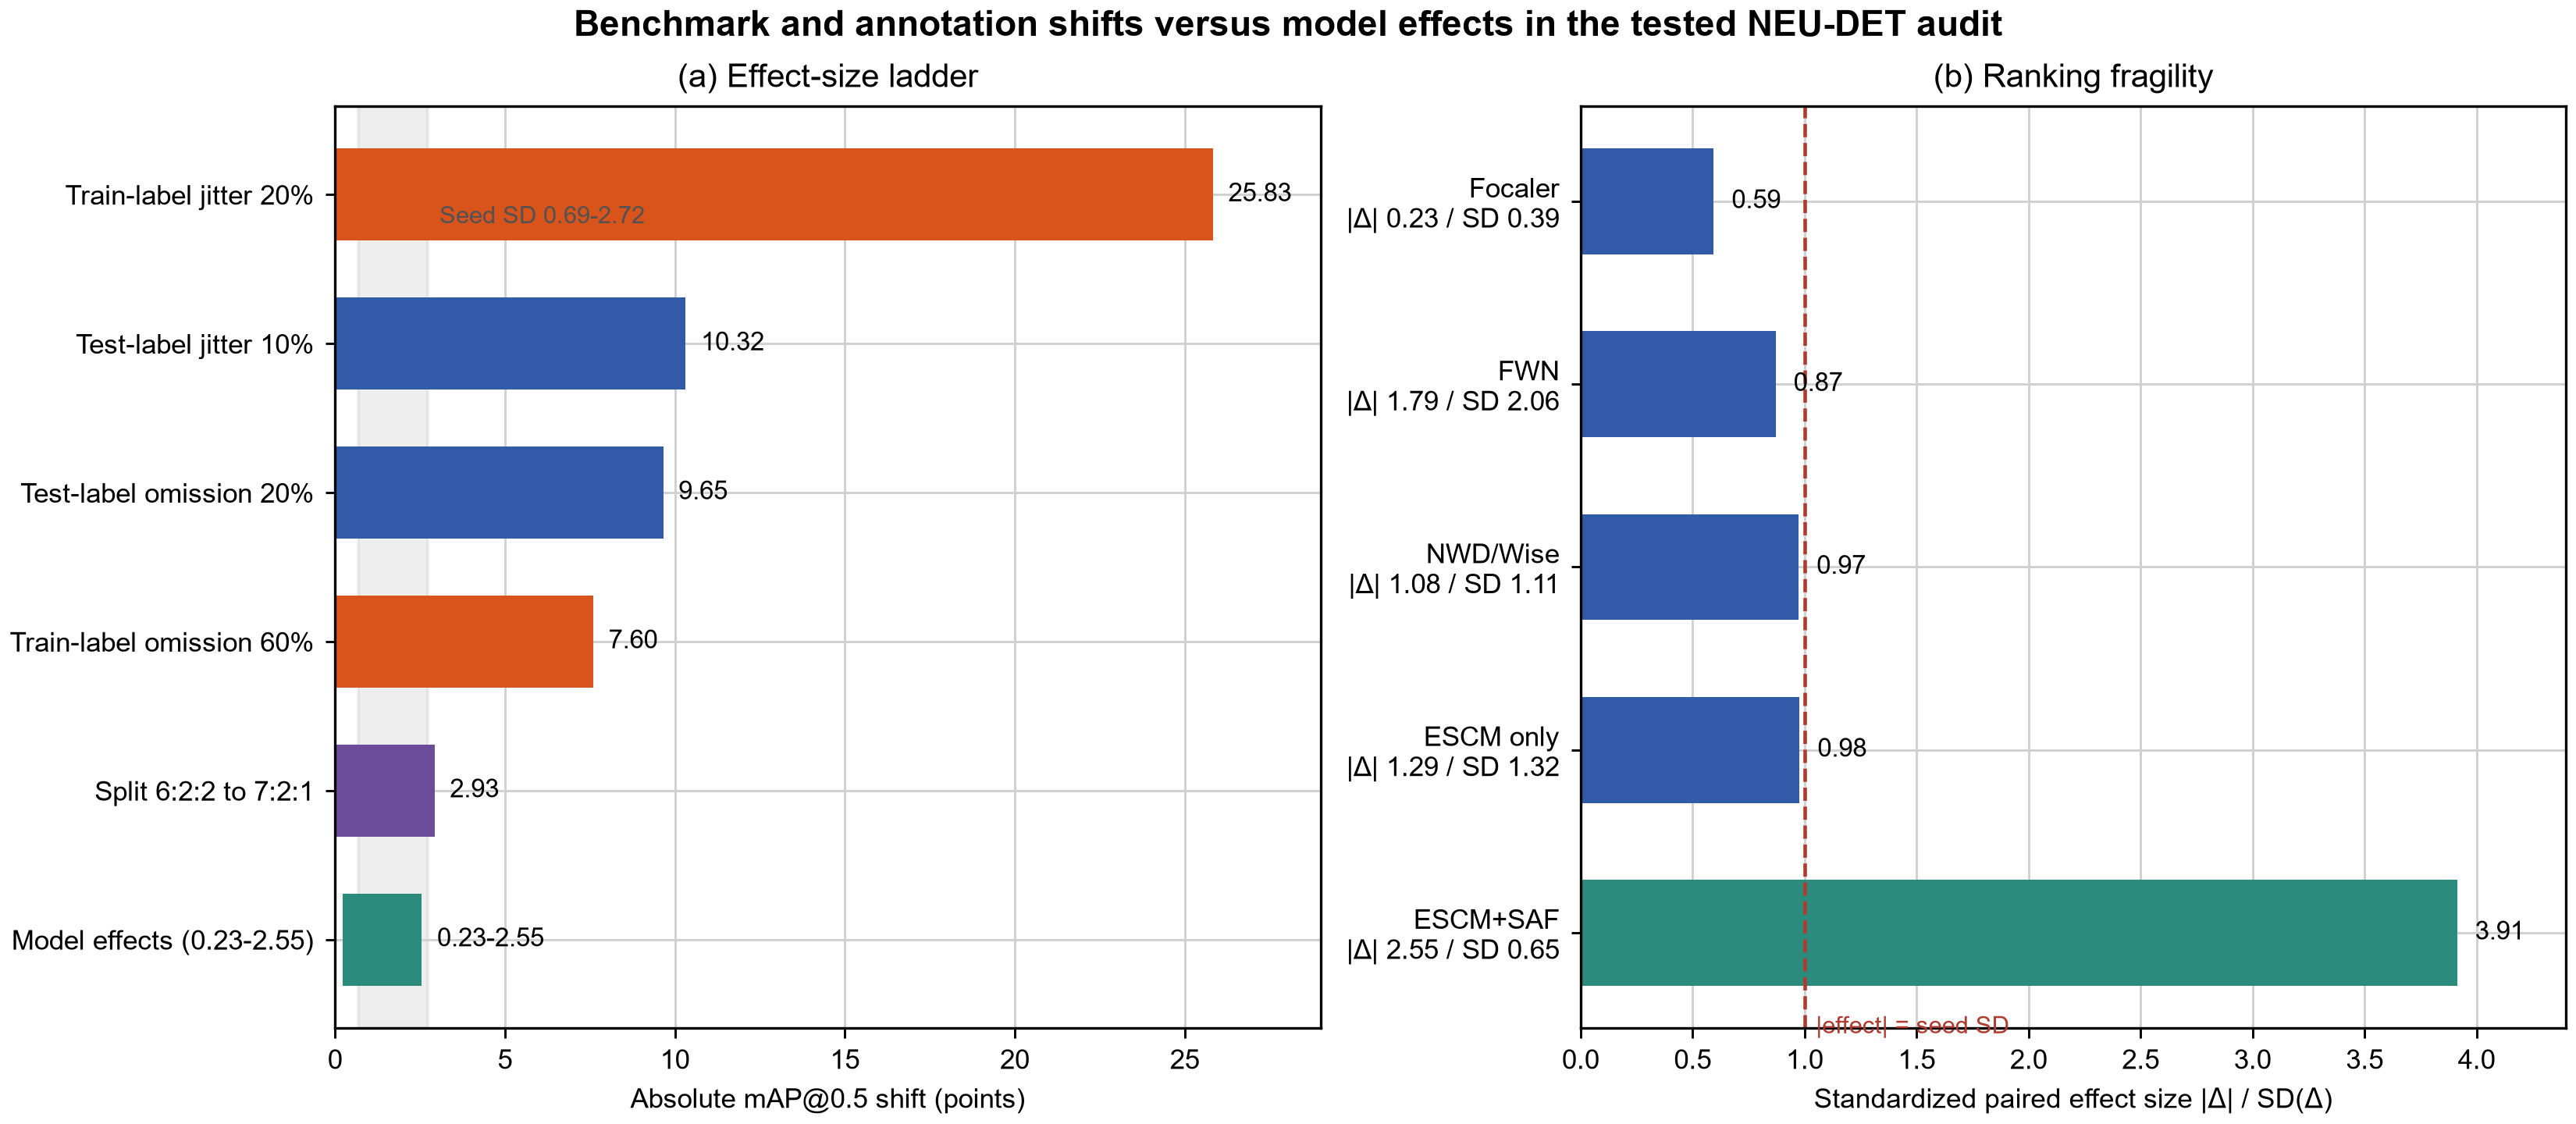 Benchmark and annotation shifts versus model effects in the tested NEU-DET audit
(a) Effect-size ladder
Train-label jitter 20%
25.83
Seed SD 0.69-2.72
Test-label jitter 10%
10.32
Test-label omission 20%
9.65
Train-label omission 60%
7.60
Split 6:2:2 to 7:2:1
2.93
Model effects (0.23-2.55)
0.23-2.55
0 5 10 15 20 25
Absolute mAP@0.5 shift (points)
(b) Ranking fragility
Focaler
|Δ| 0.23 / SD 0.39
0.59
FWN
|Δ| 1.79 / SD 2.06
0.87
NWD/Wise
|Δ| 1.08 / SD 1.11
0.97
ESCM only
|Δ| 1.29 / SD 1.32
0.98
ESCM+SAF
|Δ| 2.55 / SD 0.65
3.91
|effect| = seed SD
0.0 0.5 1.0 1.5 2.0 2.5 3.0 3.5 4.0
Standardized paired effect size |Δ| / SD(Δ)